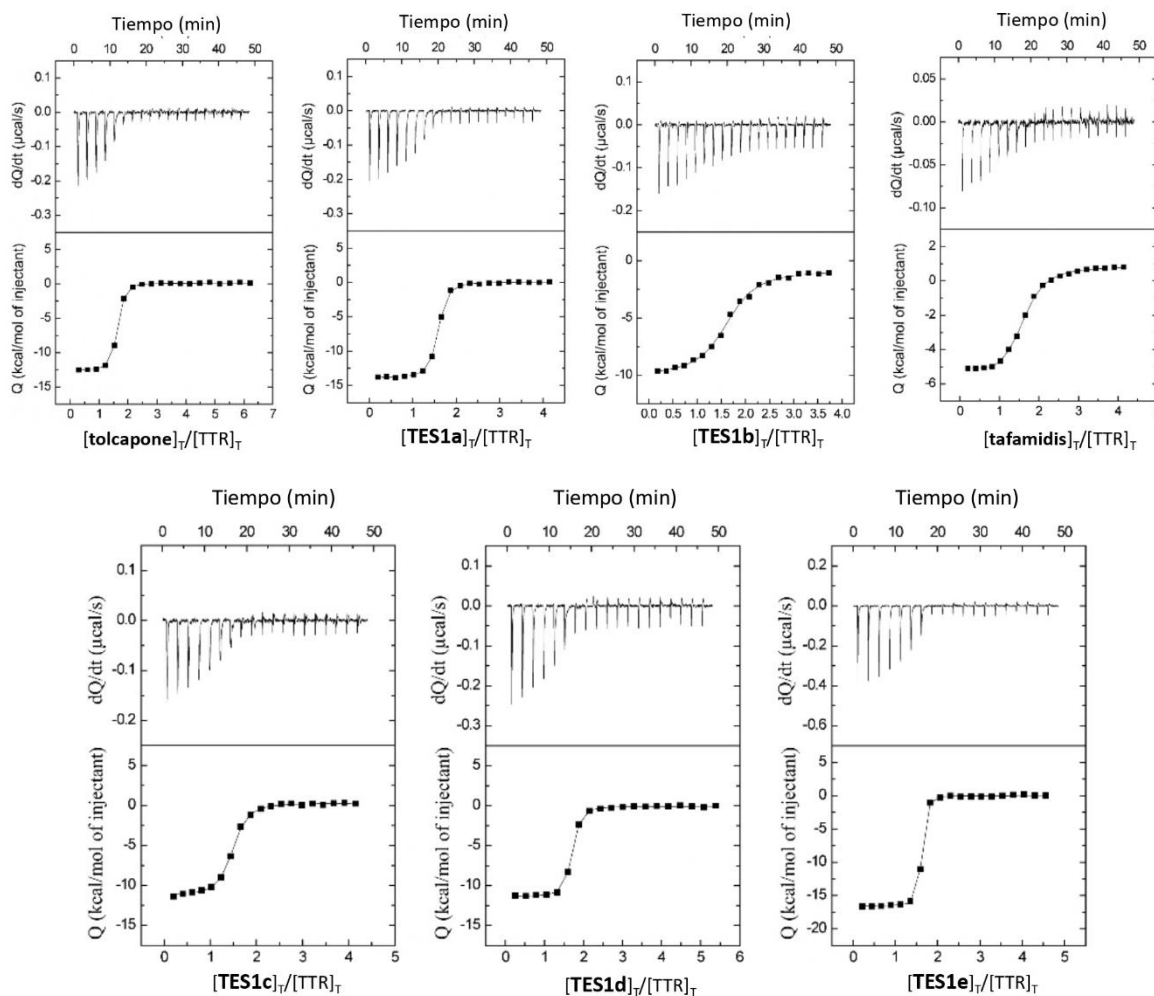 Tiempo (min)
0 10 20 30 40 50
0.1
0.0
-0.1
-0.2
-0.3
dQ/dt (µcal/s)
5
0
-5
-10
-15
Q (kcal/mol of injectant)
0 1 2 3 4 5 6 7
[tolcapone]T/[TTR]T
Tiempo (min)
0 10 20 30 40 50
0.1
0.0
-0.1
-0.2
-0.3
dQ/dt (µcal/s)
5
0
-5
-10
-15
Q (kcal/mol of injectant)
0 1 2 3 4
[TES1a]T/[TTR]T
Tiempo (min)
0 10 20 30 40 50
0.1
0.0
-0.1
-0.2
dQ/dt (µcal/s)
0
-5
-10
Q (kcal/mol of injectant)
0.0 0.5 1.0 1.5 2.0 2.5 3.0 3.5 4.0
[TES1b]T/[TTR]T
Tiempo (min)
0 10 20 30 40 50
0.05
0.00
-0.05
-0.10
dQ/dt (µcal/s)
2
0
-2
-4
-6
Q (kcal/mol of injectant)
0 1 2 3 4 5
[tafamidis]T/[TTR]T
Tiempo (min)
0 10 20 30 40 50
0.1
0.0
-0.1
-0.2
dQ/dt (µcal/s)
5
0
-5
-10
-15
Q (kcal/mol of injectant)
0 1 2 3 4 5
[TES1c]T/[TTR]T
Tiempo (min)
0 10 20 30 40 50
0.1
0.0
-0.1
-0.2
-0.3
dQ/dt (µcal/s)
5
0
-5
-10
-15
Q (kcal/mol of injectant)
0 1 2 3 4 5 6
[TES1d]T/[TTR]T
Tiempo (min)
0 10 20 30 40 50
0.2
0.0
-0.2
-0.4
-0.6
dQ/dt (µcal/s)
5
0
-5
-10
-15
-20
Q (kcal/mol of injectant)
0 1 2 3 4 5
[TES1e]T/[TTR]T